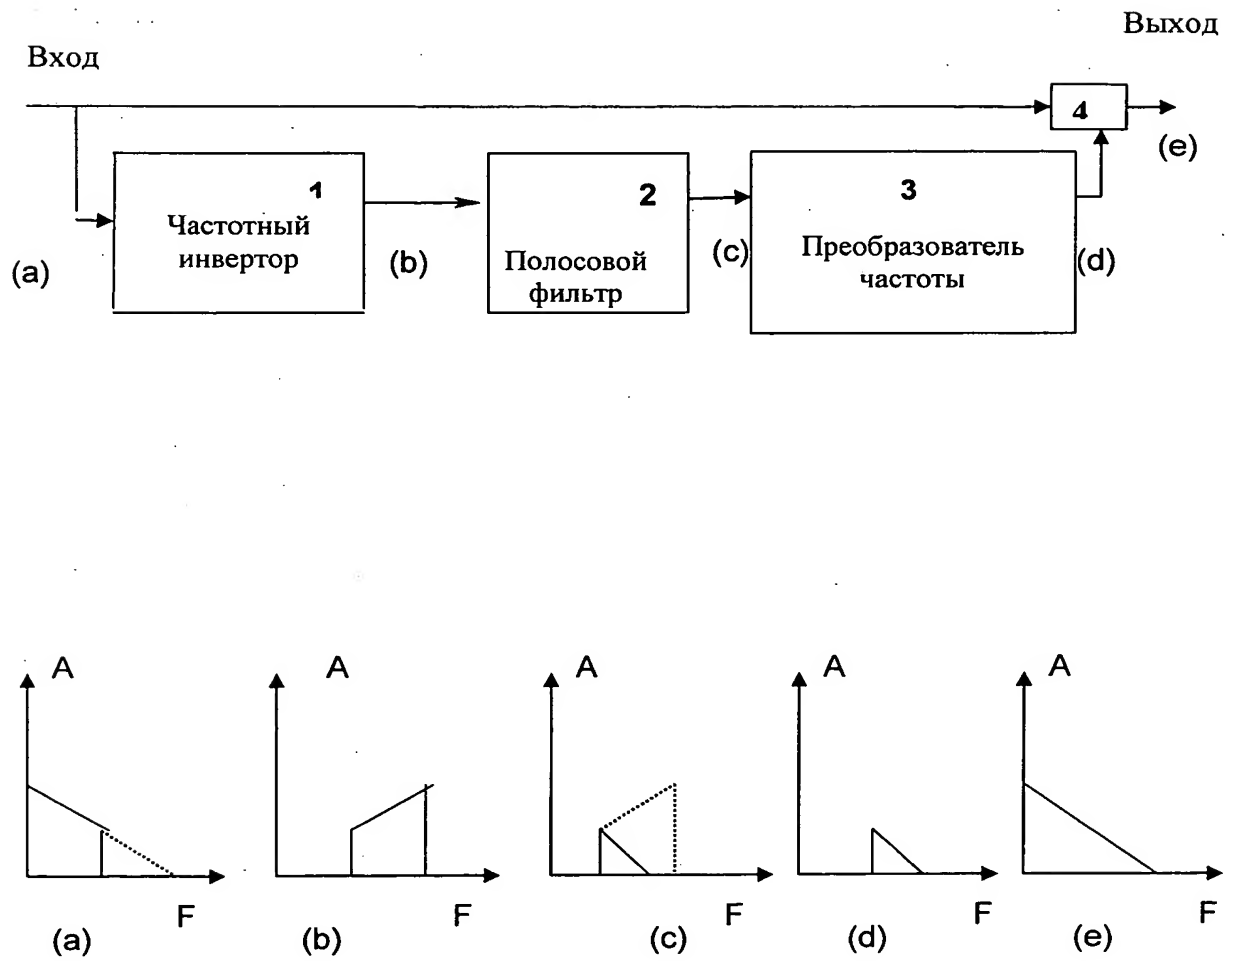 Выход
Вход
4
(e)
1
Частотный
инвертор
(a)
(b)
2
Полосовой
фильтр
(c)
3
Преобразователь
частоты
(d)
A
F
(a)
A
F
(b)
A
F
(c)
A
F
(d)
A
F
(e)